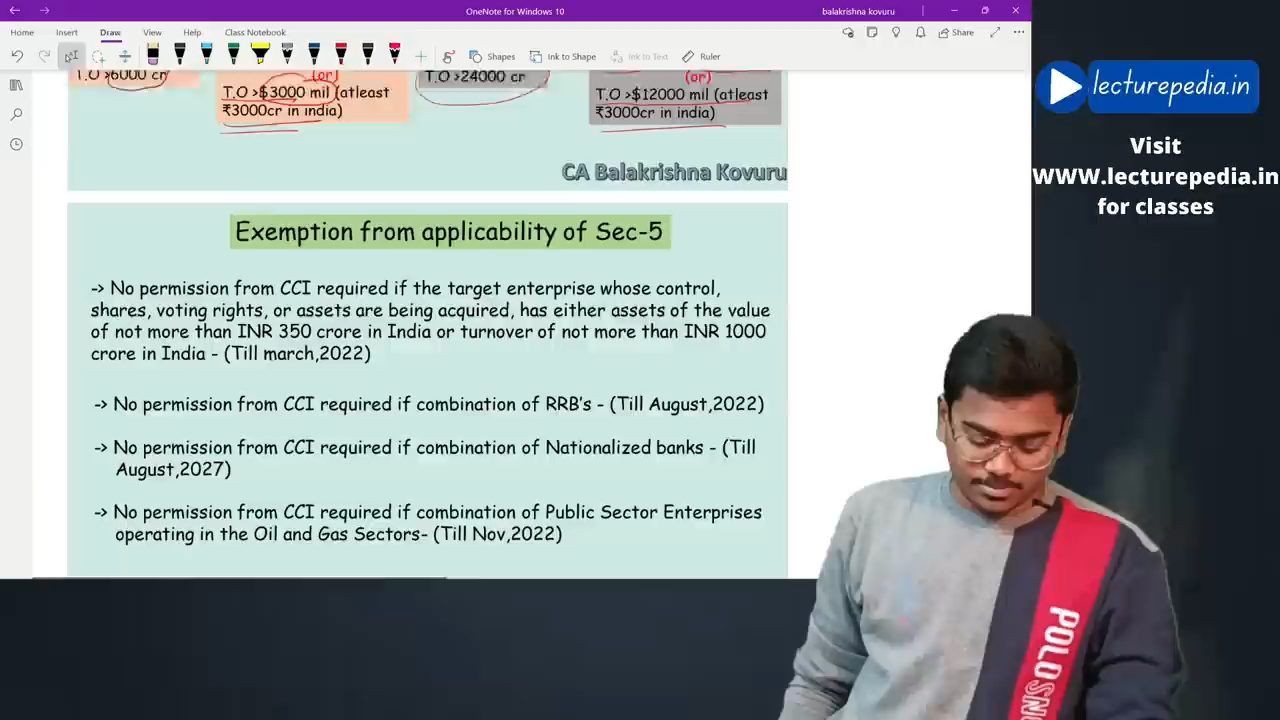 OneNote for Windows 10
balakrishna kovuru
Home Insert Draw View Help Class Notebook
Share
Shapes Ink to Shape Ink to Text Ruler
T.O >6000 cr
(or)
T.O >$3000 mil (atleast
₹3000cr in india)
T.O >24000 cr
(or)
T.O >$12000 mil (atleast
₹3000cr in india)
CA Balakrishna Kovuru
Exemption from applicability of Sec-5
-> No permission from CCI required if the target enterprise whose control,
shares, voting rights, or assets are being acquired, has either assets of the value
of not more than INR 350 crore in India or turnover of not more than INR 1000
crore in India - (Till march,2022)
-> No permission from CCI required if combination of RRB's - (Till August,2022)
-> No permission from CCI required if combination of Nationalized banks - (Till
August,2027)
-> No permission from CCI required if combination of Public Sector Enterprises
operating in the Oil and Gas Sectors- (Till Nov,2022)
lecturepedia.in
Visit
WWW.lecturepedia.in
for classes
POLO